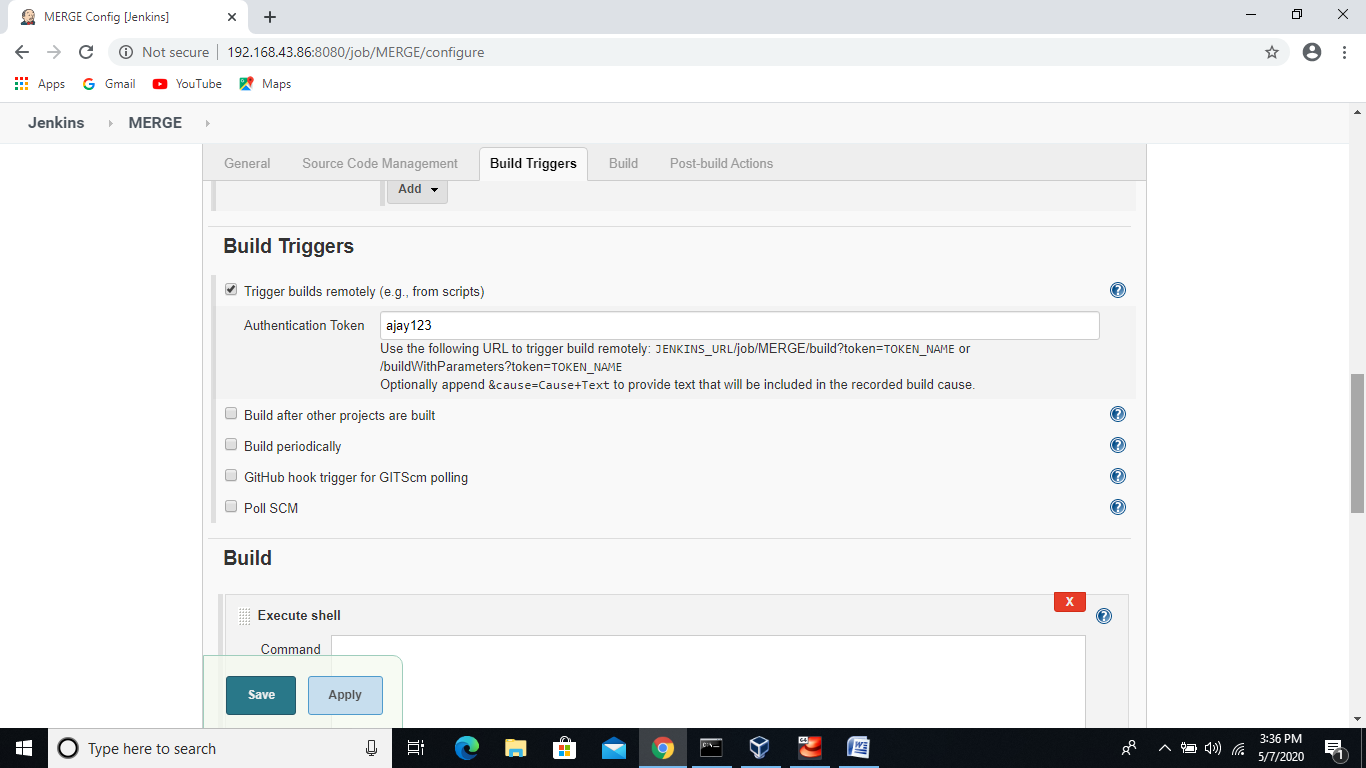 MERGE Config [Jenkins]
Not secure 192.168.43.86:8080/job/MERGE/configure
Apps Gmail YouTube Maps
Jenkins MERGE
General Source Code Management Build Triggers Build Post-build Actions
Add
Build Triggers
Trigger builds remotely (e.g., from scripts)
Authentication Token ajay123
Use the following URL to trigger build remotely: JENKINS_URL/job/MERGE/build?token=TOKEN_NAME or
/buildWithParameters?token=TOKEN_NAME
Optionally append &cause=Cause+Text to provide text that will be included in the recorded build cause.
Build after other projects are built
Build periodically
GitHub hook trigger for GITScm polling
Poll SCM
Build
X
Execute shell
Command
Save Apply
Type here to search
64
3:36 PM
5/7/2020
1